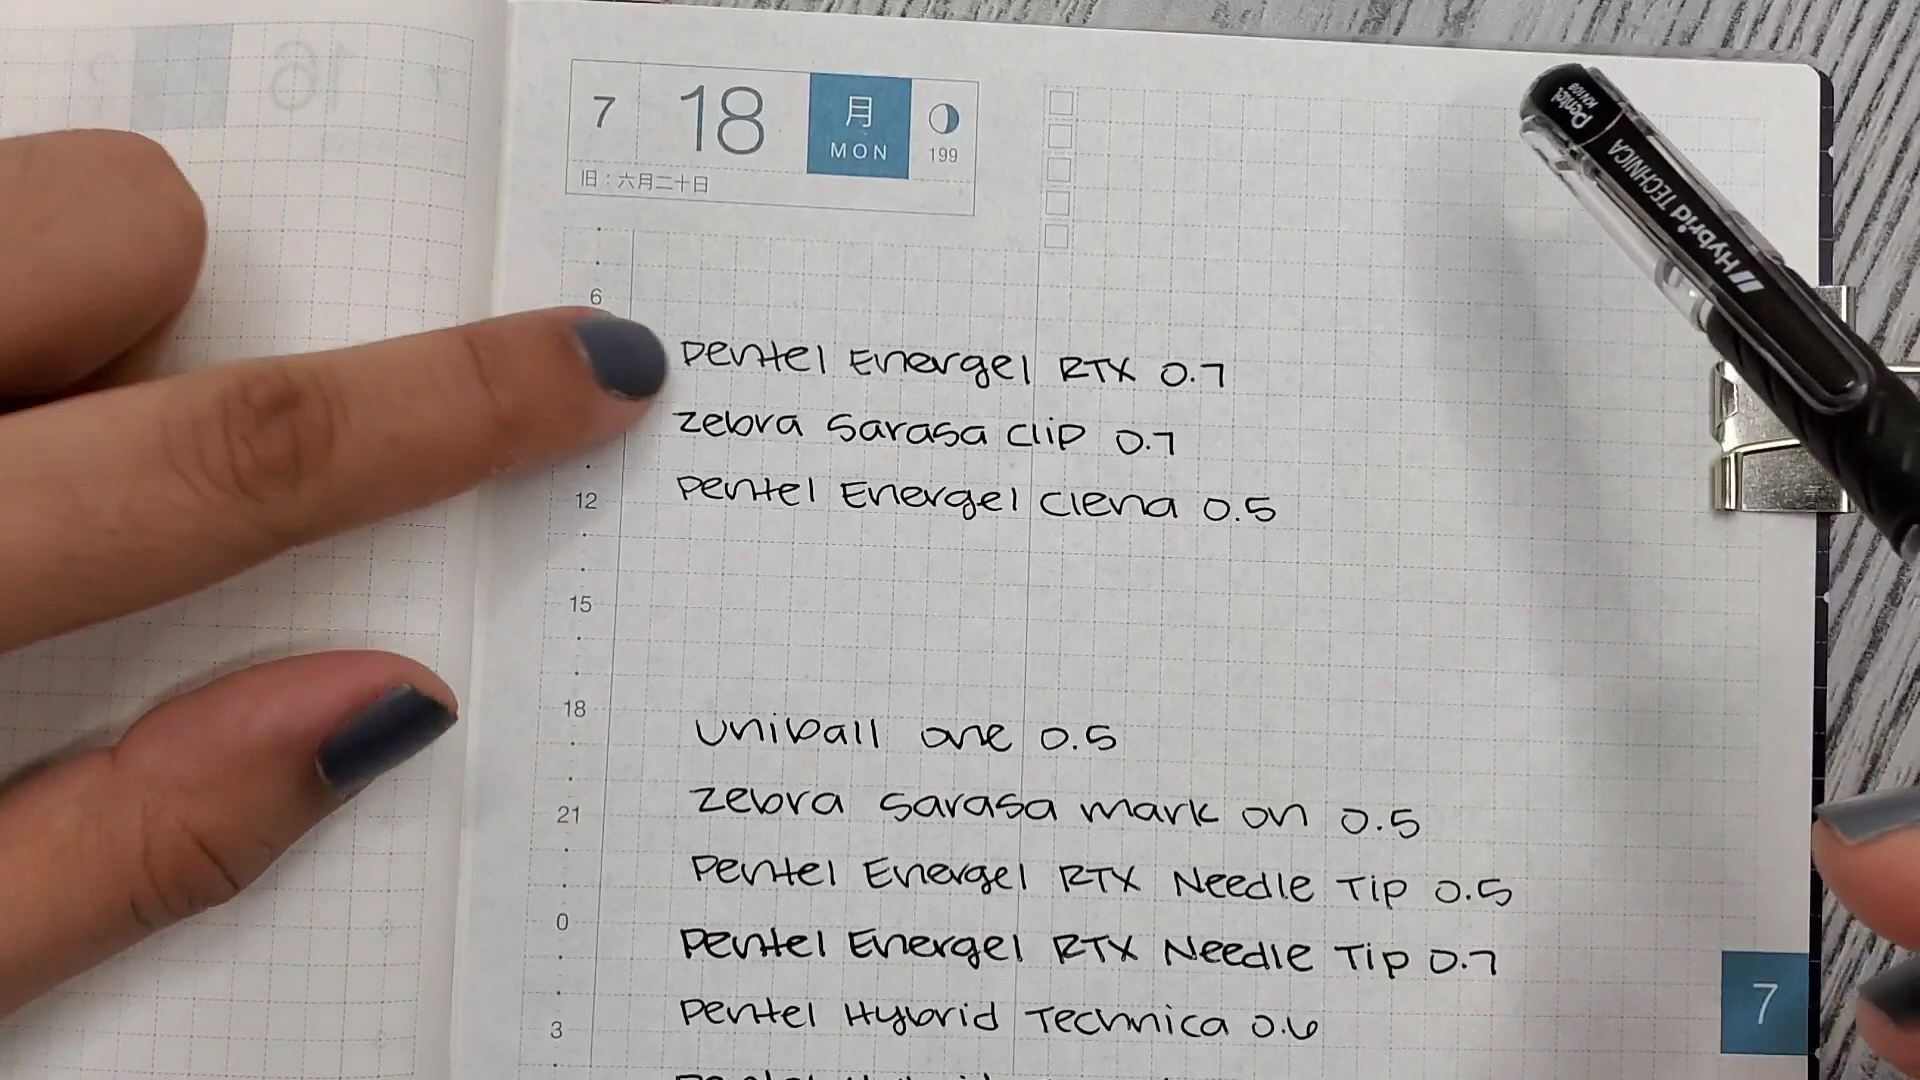 7 18 月 MON 199
旧：六月二十日
6
Pentel Energel RTX 0.7
Zebra Sarasa Clip 0.7
12 Pentel Energel Clena 0.5
15
18 Uniball one 0.5
21 Zebra Sarasa mark on 0.5
Pentel Energel RTX Needle Tip 0.5
0 Pentel Energel RTX Needle Tip 0.7
3 Pentel Hybrid Technica 0.6
7
Pentel KN103
Hybrid TECHNICA
16